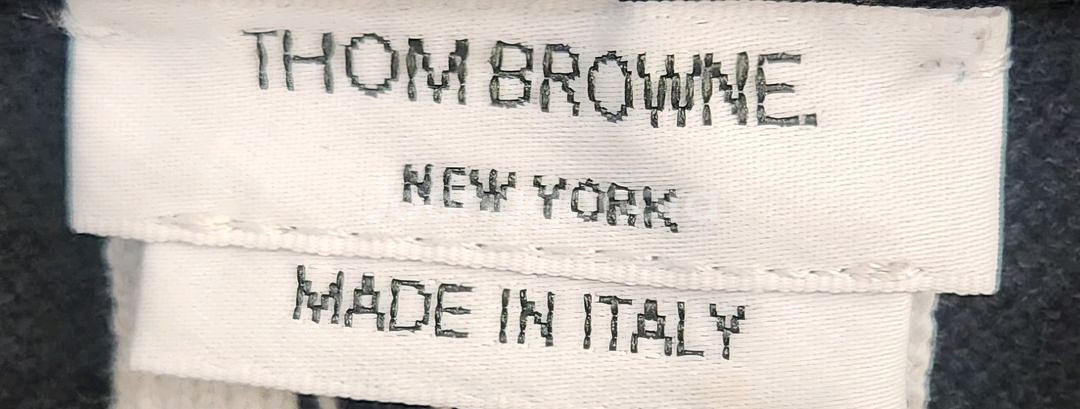 THOM BROWNE.
NEW YORK
MADE IN ITALY